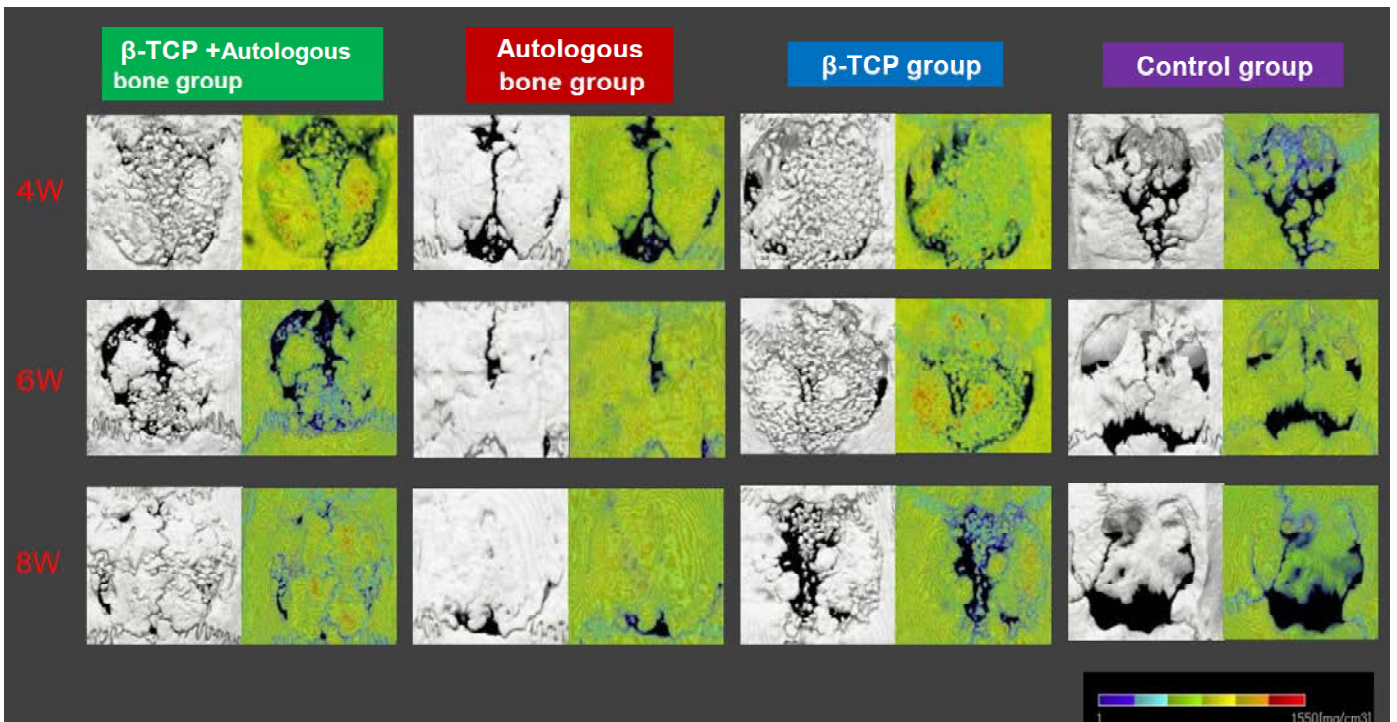 β-TCP +Autologous
bone group
Autologous
bone group
β-TCP group
Control group
4W
6W
8W
1 1550[mg/cm3]